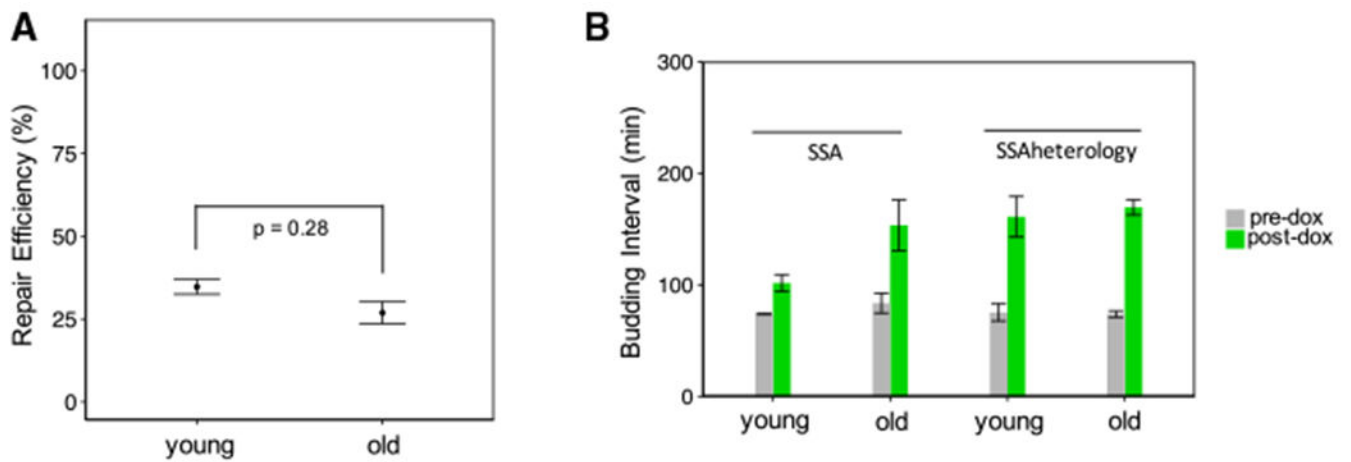 A
Repair Efficiency (%)
100
75
50
25
0
p = 0.28
young
old
B
Budding Interval (min)
300
200
100
0
SSA
SSAheterology
young
old
young
old
pre-dox
post-dox